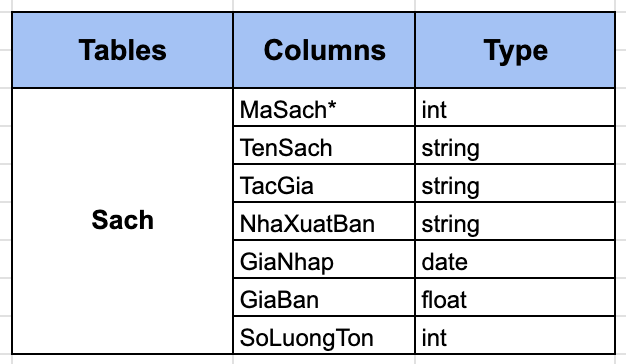 Tables Columns Type
MaSach* int
TenSach string
TacGia string
Sach
NhaXuatBan string
GiaNhap date
GiaBan float
SoLuongTon int